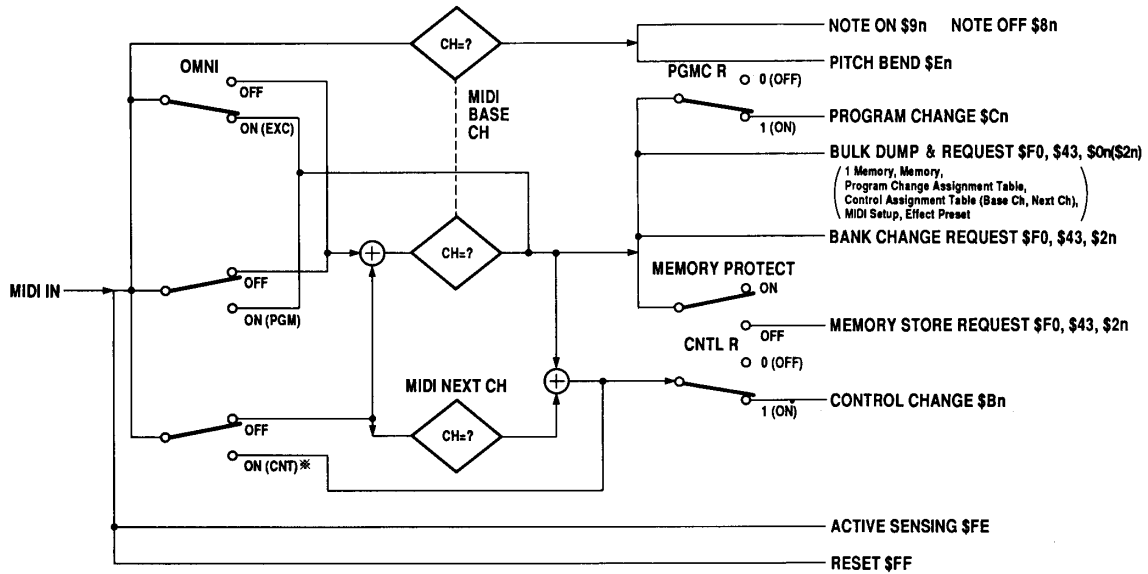 CH=?
NOTE ON $9n NOTE OFF $8n
OMNI
OFF
ON (EXC)
MIDI
BASE
CH
PITCH BEND $En
PGMC R
0 (OFF)
1 (ON)
PROGRAM CHANGE $Cn
BULK DUMP & REQUEST $F0, $43, $0n($2n)
1 Memory, Memory,
Program Change Assignment Table,
Control Assignment Table (Base Ch, Next Ch),
MIDI Setup, Effect Preset
CH=?
BANK CHANGE REQUEST $F0, $43, $2n
MIDI IN
OFF
ON (PGM)
MEMORY PROTECT
ON
OFF
MEMORY STORE REQUEST $F0, $43, $2n
CNTL R
0 (OFF)
1 (ON)
CONTROL CHANGE $Bn
MIDI NEXT CH
CH=?
OFF
ON (CNT)※
ACTIVE SENSING $FE
RESET $FF